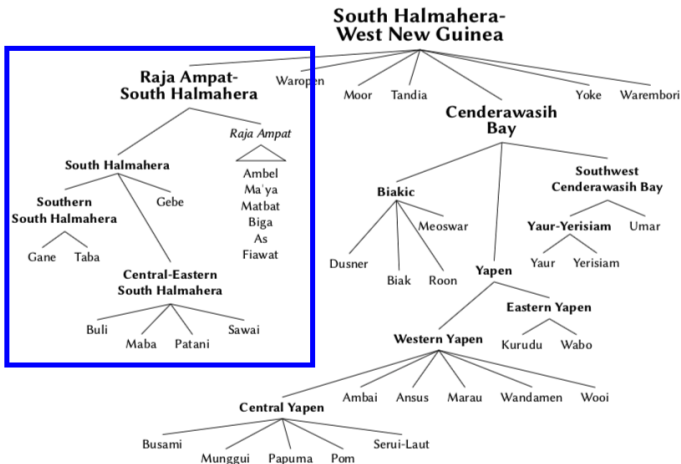 South Halmahera-
West New Guinea
Raja Ampat-
South Halmahera
Waropen
Moor
Tandia
Cenderawasih
Bay
Yoke
Warembori
Raja Ampat
Ambel
Maˈya
Matbat
Biga
As
Fiawat
South Halmahera
Southern
South Halmahera
Gebe
Gane
Taba
Central-Eastern
South Halmahera
Buli
Maba
Patani
Sawai
Biakic
Meoswar
Dusner
Biak
Roon
Southwest
Cenderawasih Bay
Yaur-Yerisiam
Umar
Yaur
Yerisiam
Yapen
Eastern Yapen
Kurudu
Wabo
Western Yapen
Ambai
Ansus
Marau
Wandamen
Wooi
Central Yapen
Busami
Munggui
Papuma
Pom
Serui-Laut